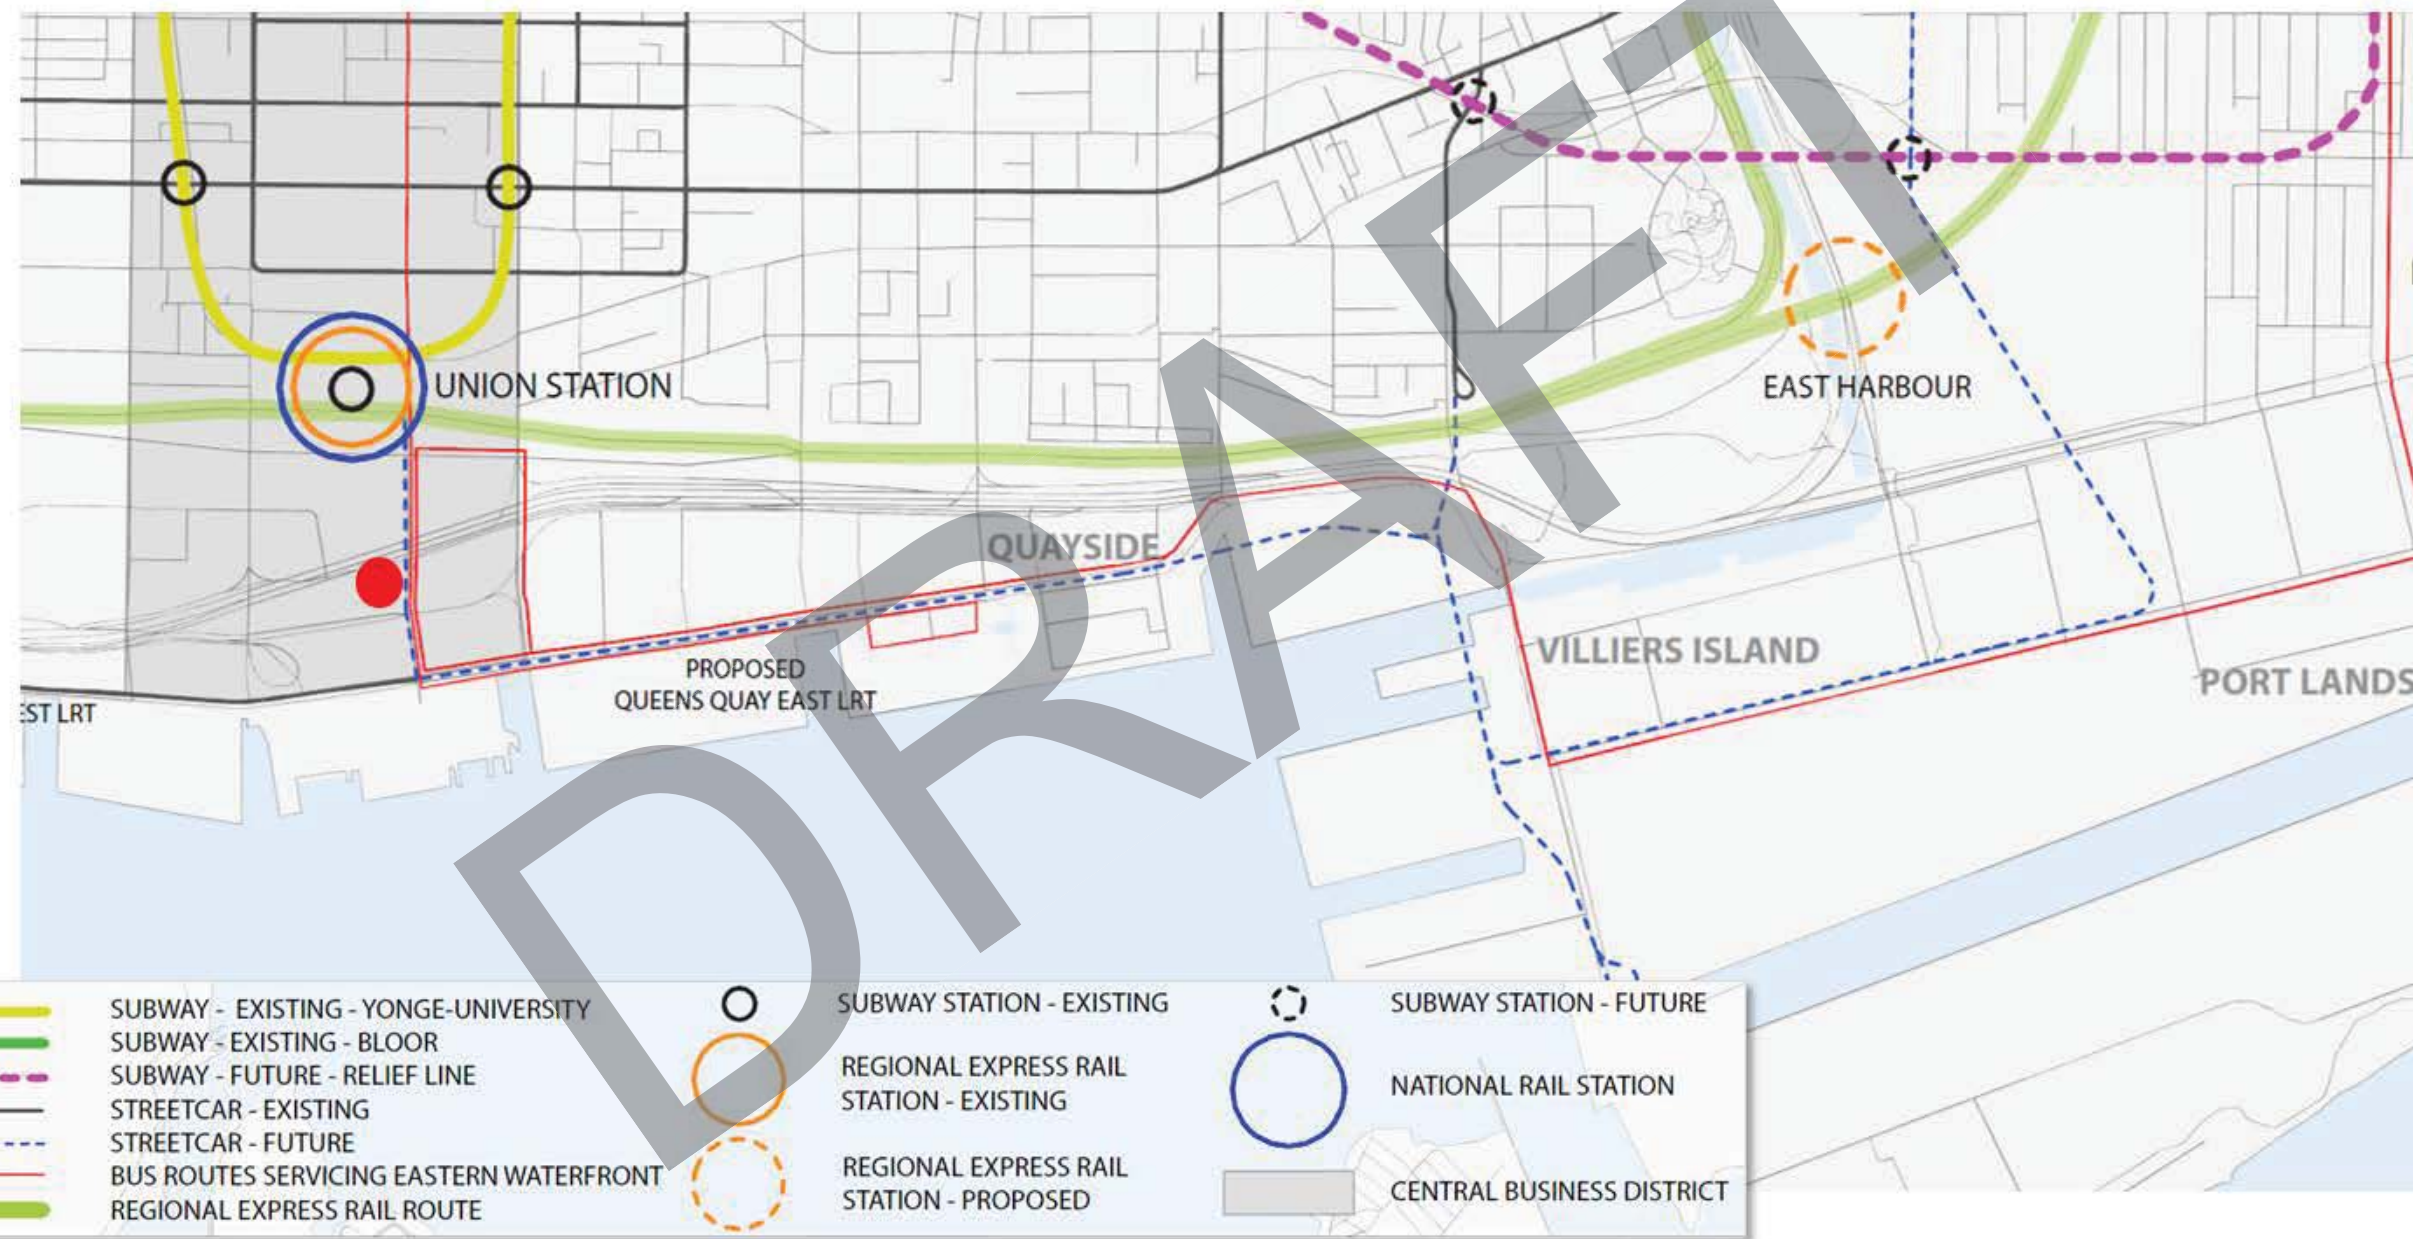 UNION STATION
EAST HARBOUR
QUAYSIDE
VILLIERS ISLAND
PORT LANDS
PROPOSED
QUEENS QUAY EAST LRT
EST LRT
DRAFT
SUBWAY - EXISTING - YONGE-UNIVERSITY
SUBWAY - EXISTING - BLOOR
SUBWAY - FUTURE - RELIEF LINE
STREETCAR - EXISTING
STREETCAR - FUTURE
BUS ROUTES SERVICING EASTERN WATERFRONT
REGIONAL EXPRESS RAIL ROUTE
SUBWAY STATION - EXISTING
REGIONAL EXPRESS RAIL
STATION - EXISTING
REGIONAL EXPRESS RAIL
STATION - PROPOSED
SUBWAY STATION - FUTURE
NATIONAL RAIL STATION
CENTRAL BUSINESS DISTRICT